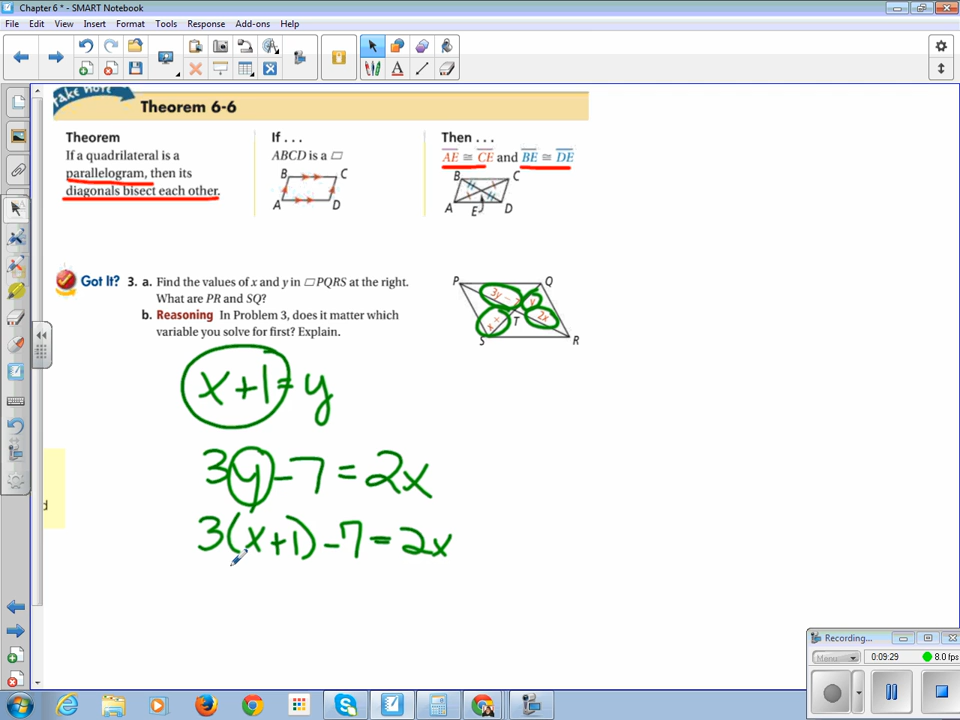 Chapter 6 * - SMART Notebook
File Edit View Insert Format Tools Response Add-ons Help
Take note
Theorem 6-6
Theorem
If a quadrilateral is a
parallelogram, then its
diagonals bisect each other.
If . . .
ABCD is a ▱
B C
A D
Then . . .
AE ≅ CE and BE ≅ DE
B C
A E D
Got It? 3. a. Find the values of x and y in ▱PQRS at the right.
What are PR and SQ?
b. Reasoning In Problem 3, does it matter which
variable you solve for first? Explain.
P Q
3y - 7 y
x + T 2x
S R
x+1 = y
3y - 7 = 2x
3(x+1) - 7 = 2x
d
Recording...
Menu 0:09:29 8.0 fps